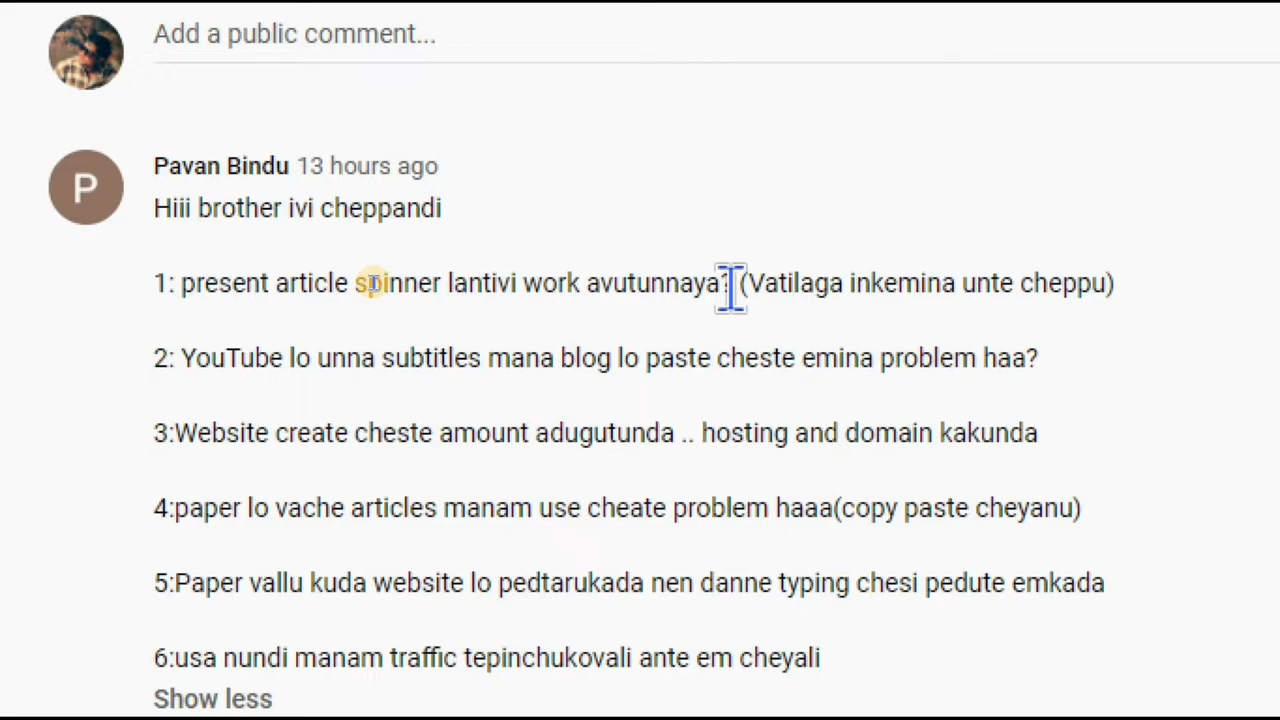 Add a public comment...
P
Pavan Bindu 13 hours ago
Hiii brother ivi cheppandi
1: present article spinner lantivi work avutunnaya? (Vatilaga inkemina unte cheppu)
2: YouTube lo unna subtitles mana blog lo paste cheste emina problem haa?
3:Website create cheste amount adugutunda .. hosting and domain kakunda
4:paper lo vache articles manam use cheate problem haaa(copy paste cheyanu)
5:Paper vallu kuda website lo pedtarukada nen danne typing chesi pedute emkada
6:usa nundi manam traffic tepinchukovali ante em cheyali
Show less